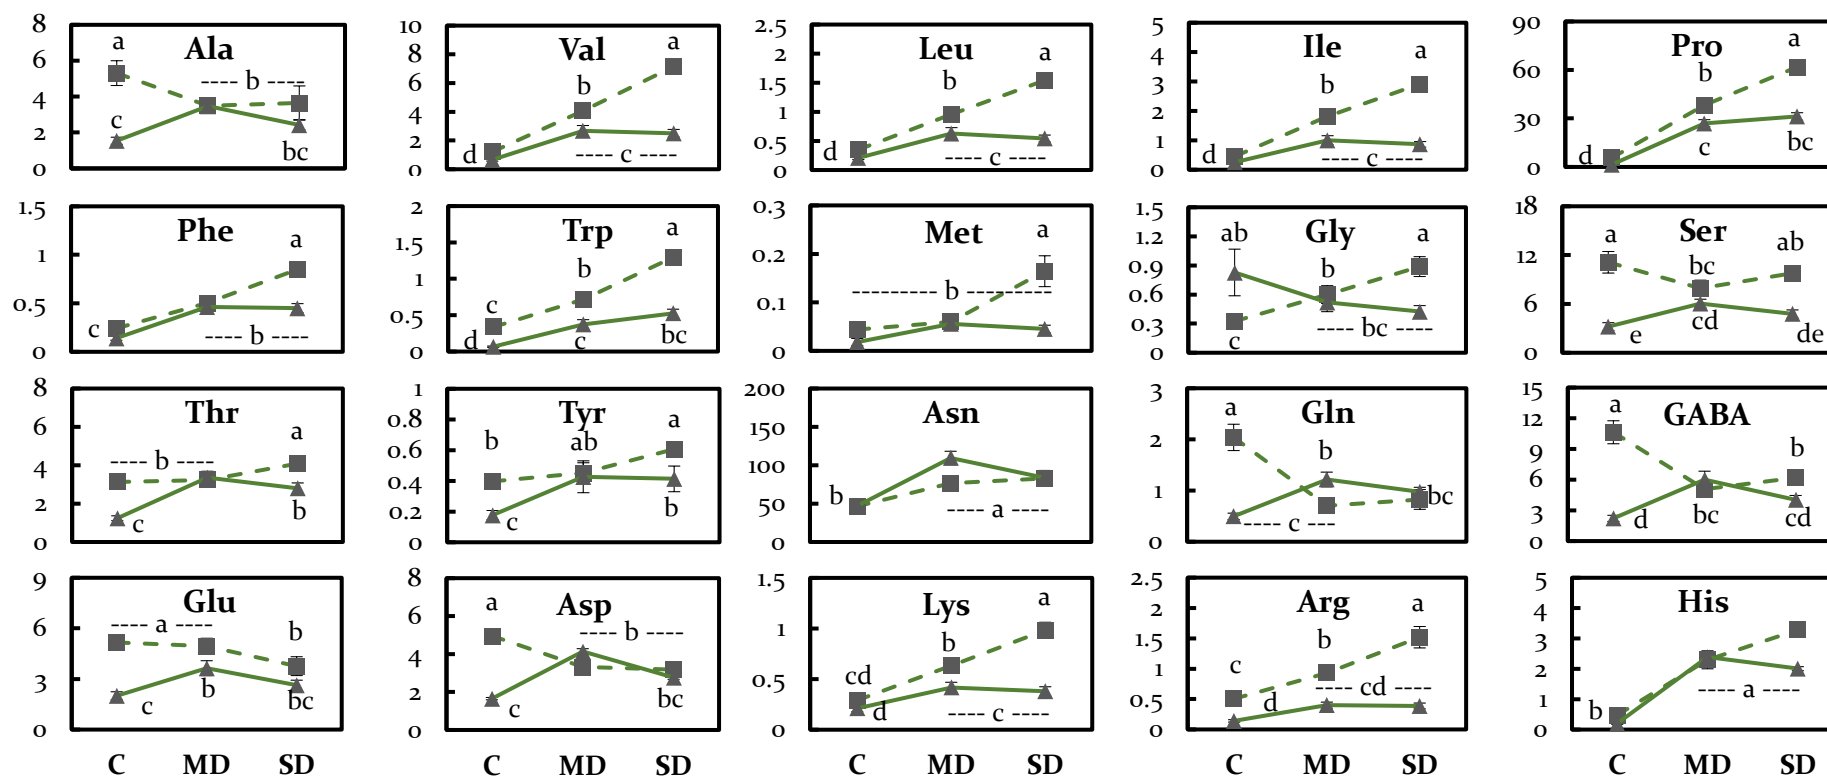 8
6
4
2
0
Ala
a
---- b ----
c
bc
10
8
6
4
2
0
Val
a
b
d
---- c ----
2.5
2
1.5
1
0.5
0
Leu
a
b
d
---- c ----
5
4
3
2
1
0
Ile
a
b
d
---- c ----
90
60
30
0
Pro
a
b
d
c
bc
1.5
1
0.5
0
Phe
a
c
---- b ----
2
1.5
1
0.5
0
Trp
a
b
c
d
c
bc
0.3
0.2
0.1
0
Met
a
--------- b ---------
1.5
1.2
0.9
0.6
0.3
0
Gly
ab
a
b
c
---- bc ----
18
12
6
0
Ser
a
bc
ab
e
cd
de
8
6
4
2
0
Thr
a
---- b ----
c
b
1
0.8
0.6
0.4
0.2
0
Tyr
b
ab
a
c
b
200
150
100
50
0
Asn
b
---- a ----
3
2
1
0
Gln
a
b
bc
---- c ----
15
12
9
6
3
0
GABA
a
b
d
bc
cd
9
6
3
0
Glu
---- a ----
b
c
b
bc
8
6
4
2
0
Asp
a
---- b ----
c
bc
1.5
1
0.5
0
Lys
a
b
cd
d
---- c ----
2.5
2
1.5
1
0.5
0
Arg
a
b
c
---- cd ----
d
5
4
3
2
1
0
His
b
---- a ----
C MD SD
C MD SD
C MD SD
C MD SD
C MD SD